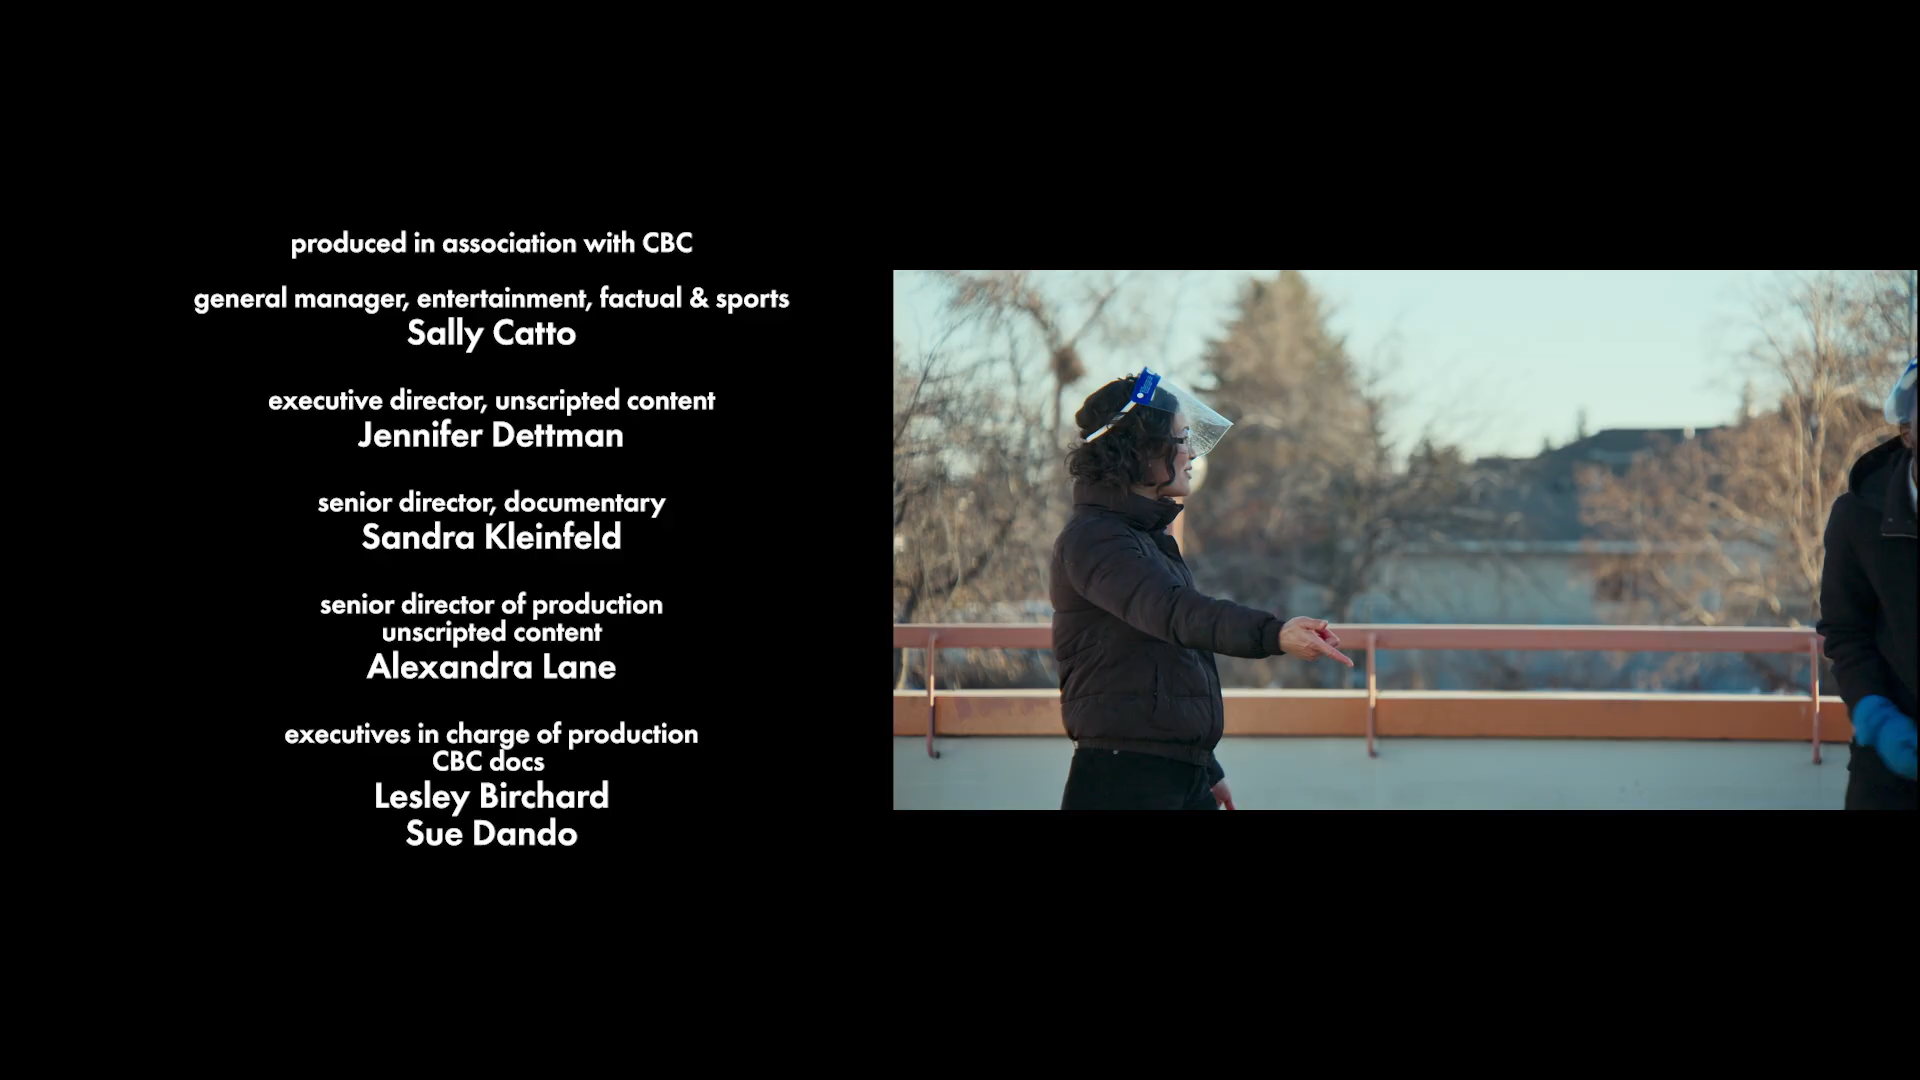 produced in association with CBC
general manager, entertainment, factual & sports
Sally Catto
executive director, unscripted content
Jennifer Dettman
senior director, documentary
Sandra Kleinfeld
senior director of production
unscripted content
Alexandra Lane
executives in charge of production
CBC docs
Lesley Birchard
Sue Dando